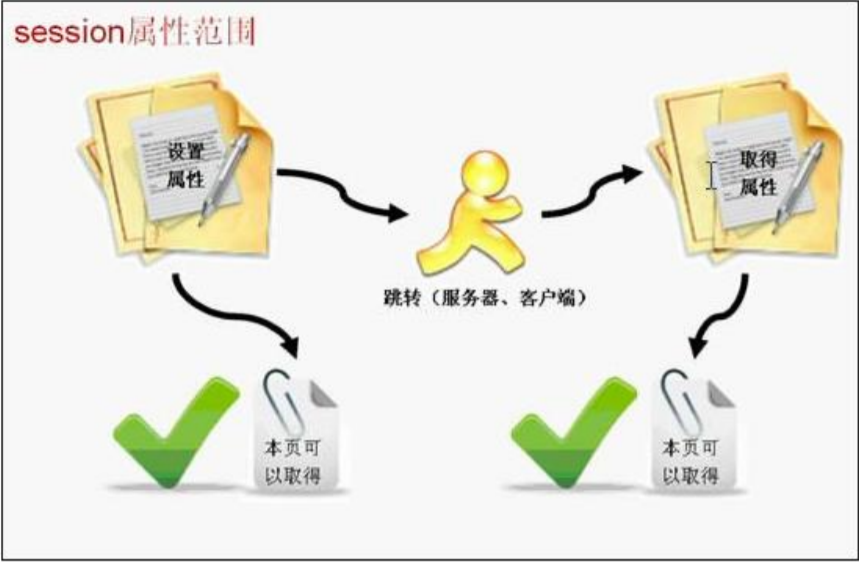 session属性范围
设置
属性
取得
属性
跳转（服务器、客户端）
本页可
以取得
本页可
以取得